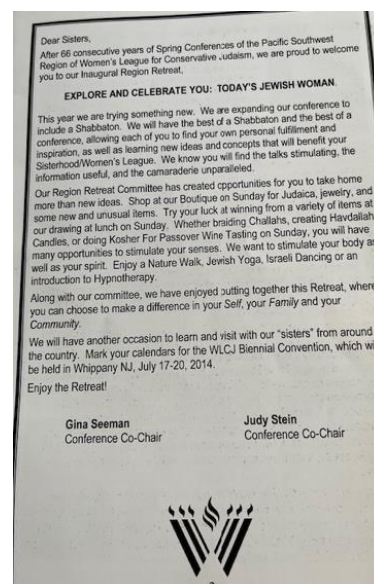 Dear Sisters,
After 66 consecutive years of Spring Conferences of the Pacific Southwest
Region of Women's League for Conservative Judaism, we are proud to welcome
you to our Inaugural Region Retreat,
EXPLORE AND CELEBRATE YOU: TODAY'S JEWISH WOMAN.
This year we are trying something new. We are expanding our conference to
include a Shabbaton. We will have the best of a Shabbaton and the best of a
conference, allowing each of you to find your own personal fulfillment and
inspiration, as well as learning new ideas and concepts that will benefit your
Sisterhood/Women's League. We know you will find the talks stimulating, the
information useful, and the camaraderie unparalleled.
Our Region Retreat Committee has created opportunities for you to take home
more than new ideas. Shop at our Boutique on Sunday for Judaica, jewelry, and
some new and unusual items. Try your luck at winning from a variety of items at
our drawing at lunch on Sunday. Whether braiding Challahs, creating Havdallah
Candles, or doing Kosher For Passover Wine Tasting on Sunday, you will have
many opportunities to stimulate your senses. We want to stimulate your body as
well as your spirit. Enjoy a Nature Walk, Jewish Yoga, Israeli Dancing or an
introduction to Hypnotherapy.
Along with our committee, we have enjoyed putting together this Retreat, where
you can choose to make a difference in your Self, your Family and your
Community.
We will have another occasion to learn and visit with our "sisters" from around
the country. Mark your calendars for the WLCJ Biennial Convention, which wi
be held in Whippany NJ, July 17-20, 2014.
Enjoy the Retreat!
Gina Seeman Judy Stein
Conference Co-Chair Conference Co-Chair